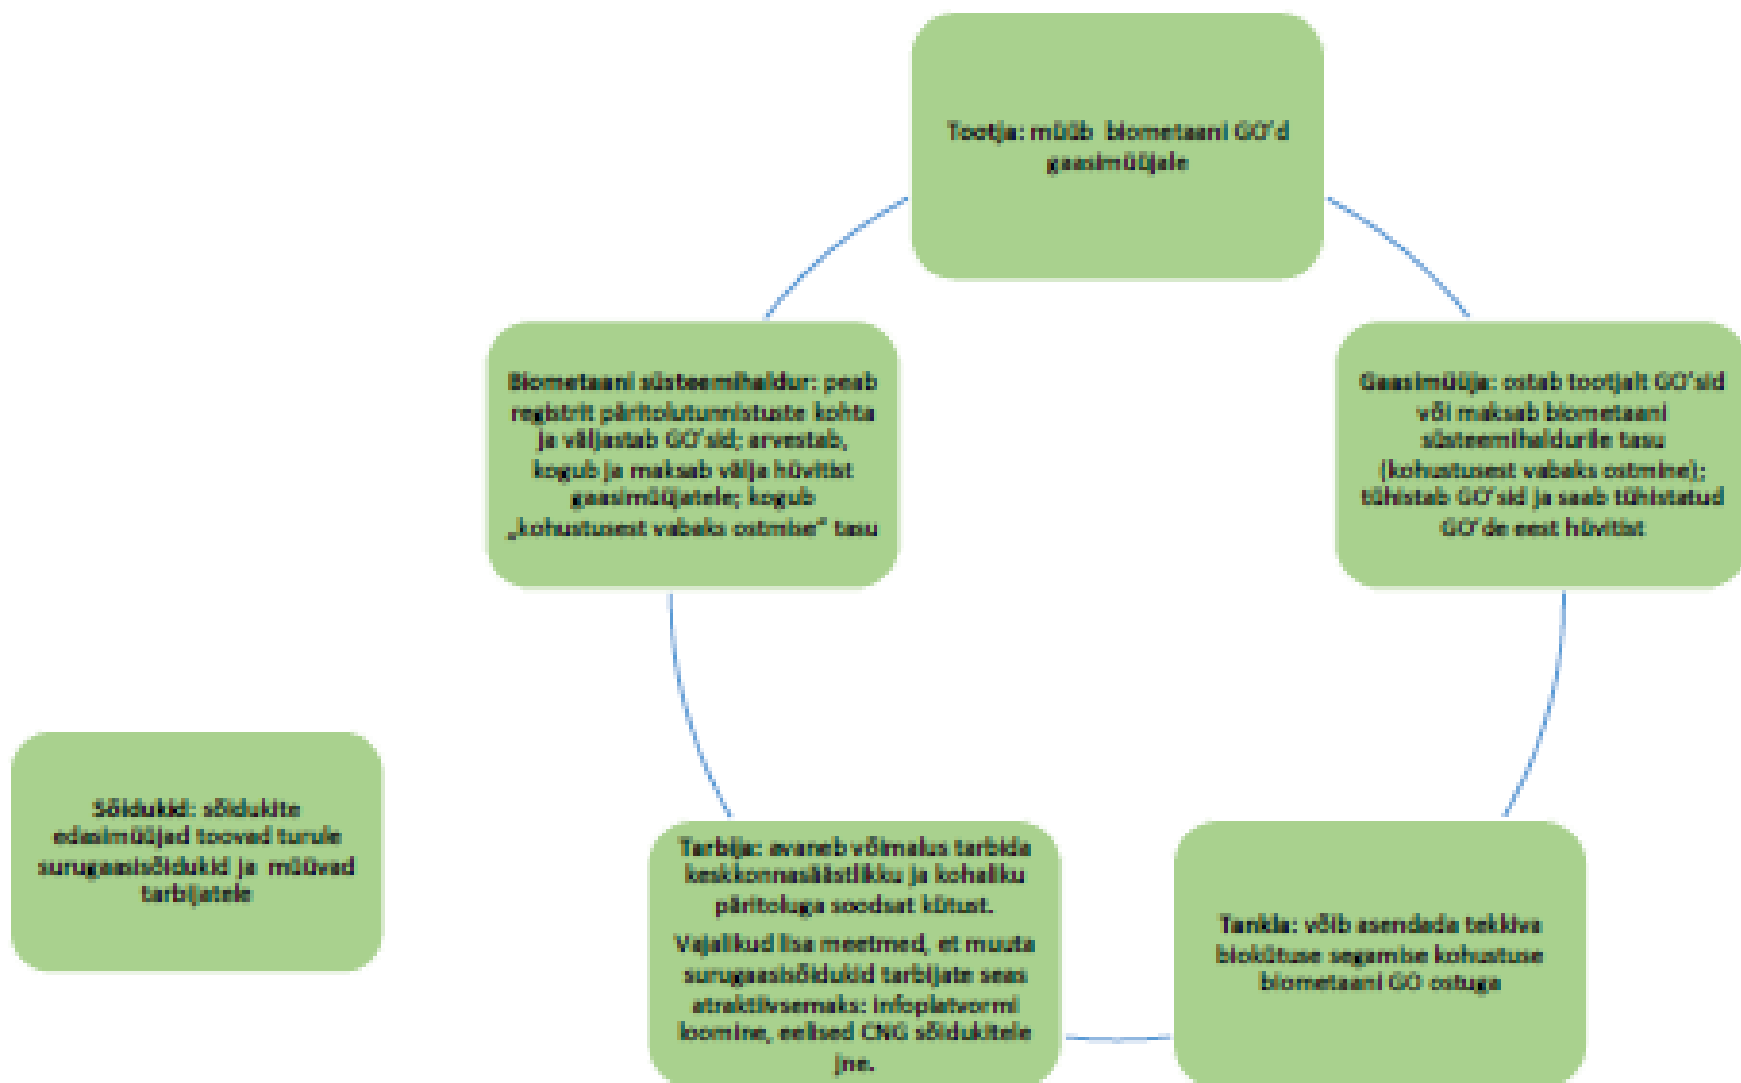 Tootja: müüb biometaani GO'd
gaasimüüjale
Biometaani süsteemihaldur: peab
registrit päritolutunnistuste kohta
ja väljastab GO'sid; arvestab,
kogub ja maksab välja hüvitist
gaasimüüjatele; kogub
„kohustusest vabaks ostmise" tasu
Gaasimüüja: ostab tootjalt GO'sid
või maksab biometaani
süsteemihaldurile tasu
(kohustusest vabaks ostmine);
tühistab GO'sid ja saab tühistatud
GO'de eest hüvitist
Sõidukid: sõidukite
edasimüüjad toovad turule
surugaasisõidukid ja müüvad
tarbijatele
Tarbija: avaneb võimalus tarbida
keskkonnasäästlikku ja kohaliku
päritoluga soodsat kütust.
Vajalikud lisa meetmed, et muuta
surugaasisõidukid tarbijate seas
atraktiivsemaks: infoplatvormi
loomine, eelised CNG sõidukitele
jne.
Tankla: võib asendada tekkiva
biokütuse segamise kohustuse
biometaani GO ostuga